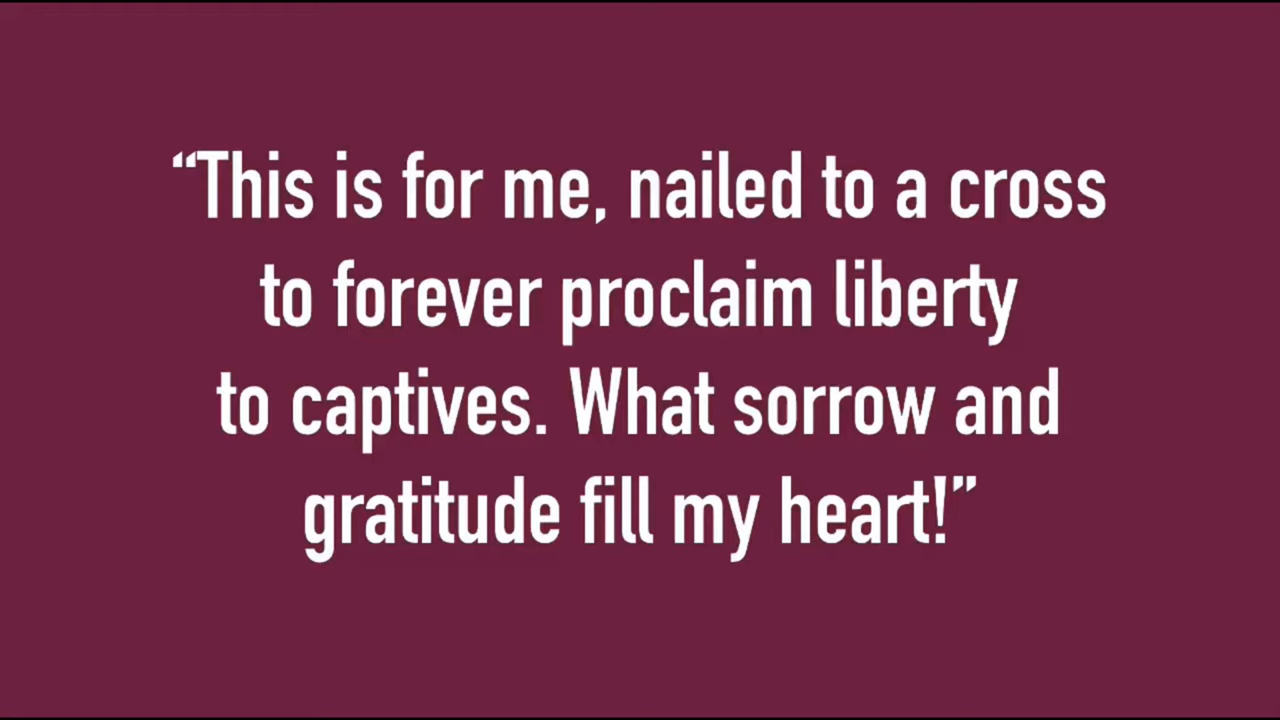 “This is for me, nailed to a cross
to forever proclaim liberty
to captives. What sorrow and
gratitude fill my heart!”